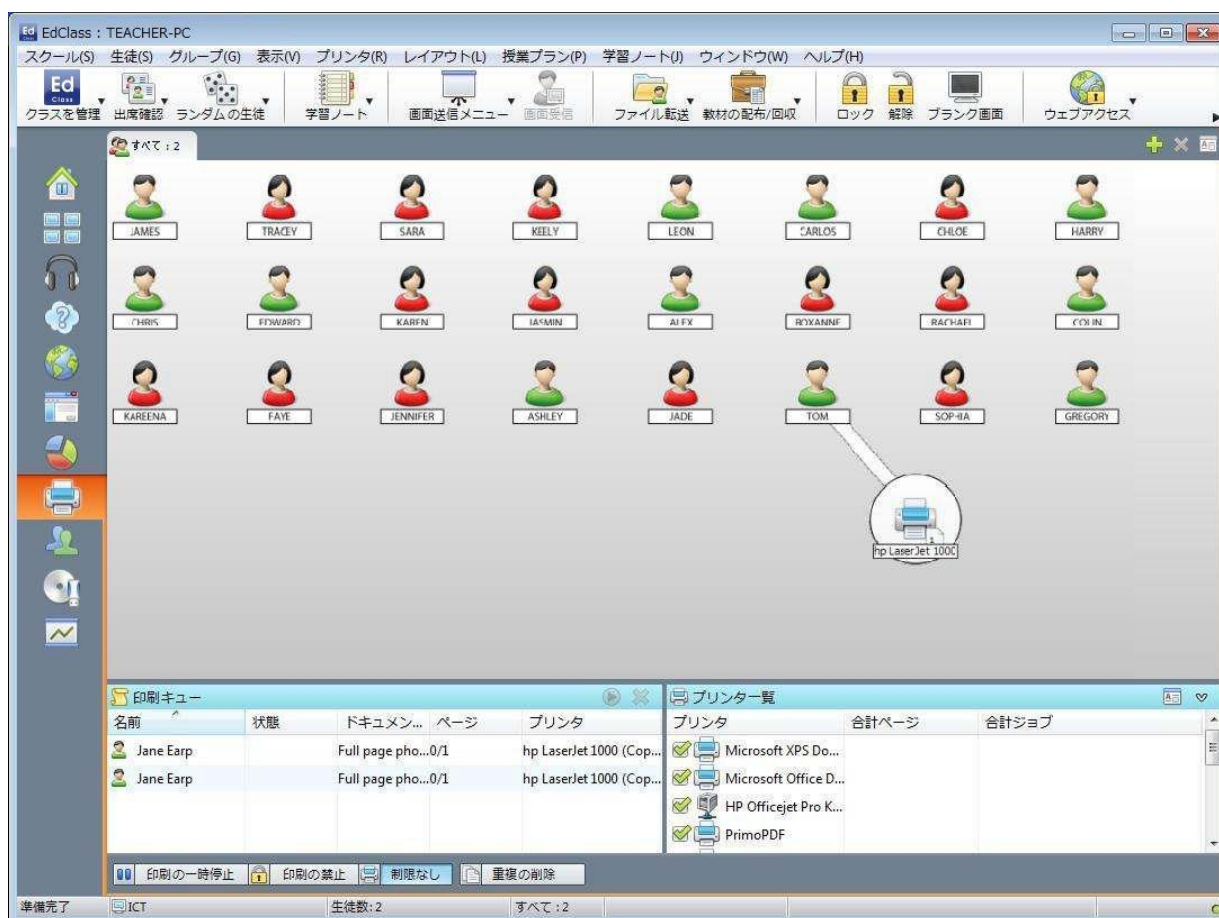 EdClass : TEACHER-PC
スクール(S) 生徒(S) グループ(G) 表示(V) プリンタ(R) レイアウト(L) 授業プラン(P) 学習ノート(J) ウィンドウ(W) ヘルプ(H)
Ed
Class
クラスを管理 出席確認 ランダムの生徒 学習ノート 画面送信メニュー 画面受信 ファイル転送 教材の配布/回収 ロック 解除 ブランク画面 ウェブアクセス
すべて : 2
JAMES TRACEY SARA KEELY LEON CARLOS CHLOE HARRY
CHRIS EDWARD KAREN JASMIN ALEX ROXANNE RACHAEL COLIN
KAREENA FAYE JENNIFER ASHLEY JADE TOM SOPHIA GREGORY
1
hp LaserJet 1000
印刷キュー プリンター覧
名前 状態 ドキュメン... ページ プリンタ プリンタ 合計ページ 合計ジョブ
Jane Earp Full page pho... 0/1 hp LaserJet 1000 (Cop... Microsoft XPS Do...
Jane Earp Full page pho... 0/1 hp LaserJet 1000 (Cop... Microsoft Office D...
HP Officejet Pro K...
PrimoPDF
印刷の一時停止 印刷の禁止 制限なし 重複の削除
準備完了 ICT 生徒数: 2 すべて : 2